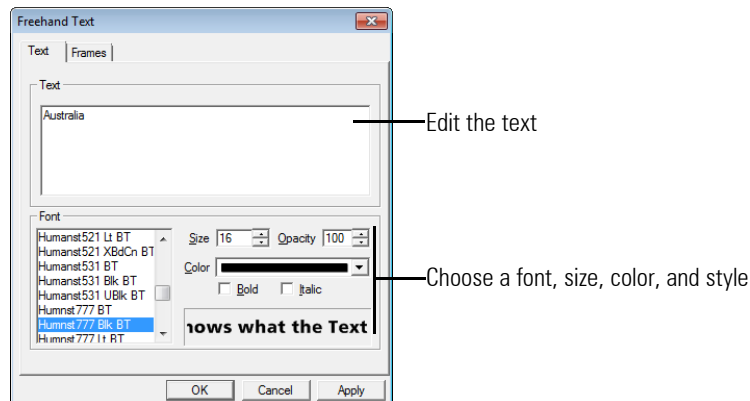 Freehand Text
Text Frames
Text
Australia
Edit the text
Font
Humanst521 Lt BT
Humanst521 XBdCn BT
Humanst531 BT
Humanst531 Blk BT
Humanst531 UBlk BT
Humnst777 BT
Humnst777 Blk BT
Humnst777 Lt BT
Size 16 Opacity 100
Color
Bold Italic
hows what the Text
Choose a font, size, color, and style
OK Cancel Apply